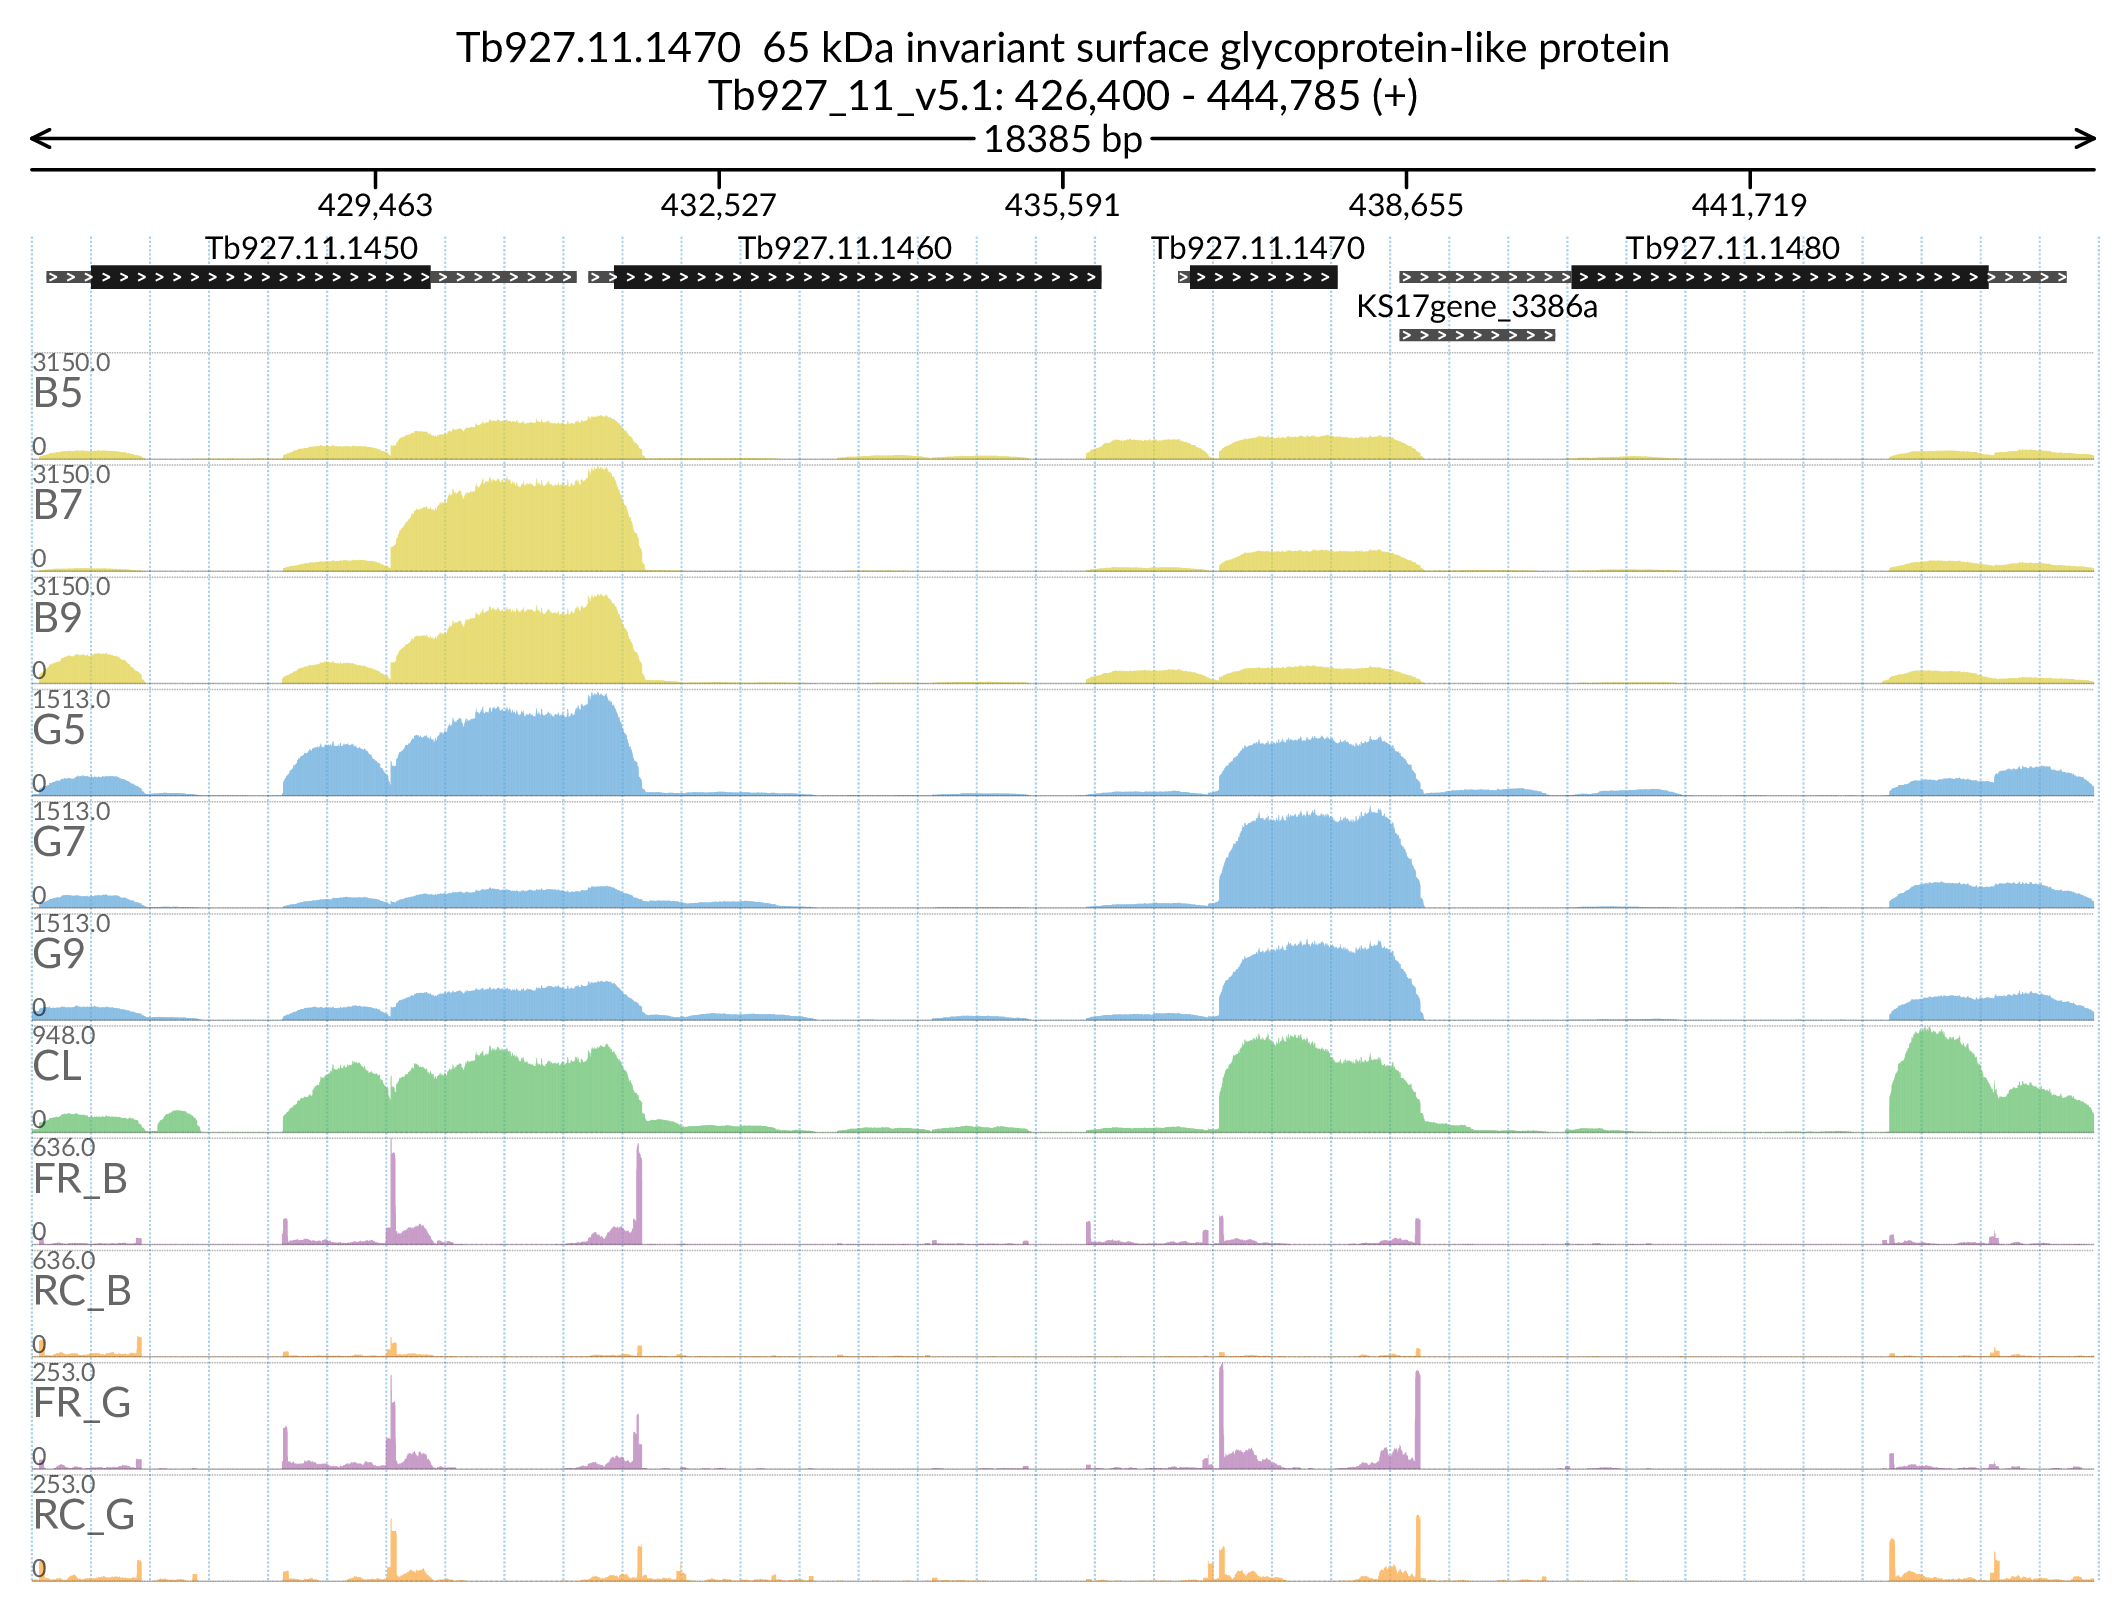 Tb927.11.1470 65 kDa invariant surface glycoprotein-like protein
Tb927_11_v5.1: 426,400 - 444,785 (+)
18385 bp
429,463 432,527 435,591 438,655 441,719
Tb927.11.1450 Tb927.11.1460 Tb927.11.1470 Tb927.11.1480
KS17gene_3386a
3150.0
B5
0
3150.0
B7
0
3150.0
B9
0
1513.0
G5
0
1513.0
G7
0
1513.0
G9
0
948.0
CL
0
636.0
FR_B
0
636.0
RC_B
0
253.0
FR_G
0
253.0
RC_G
0